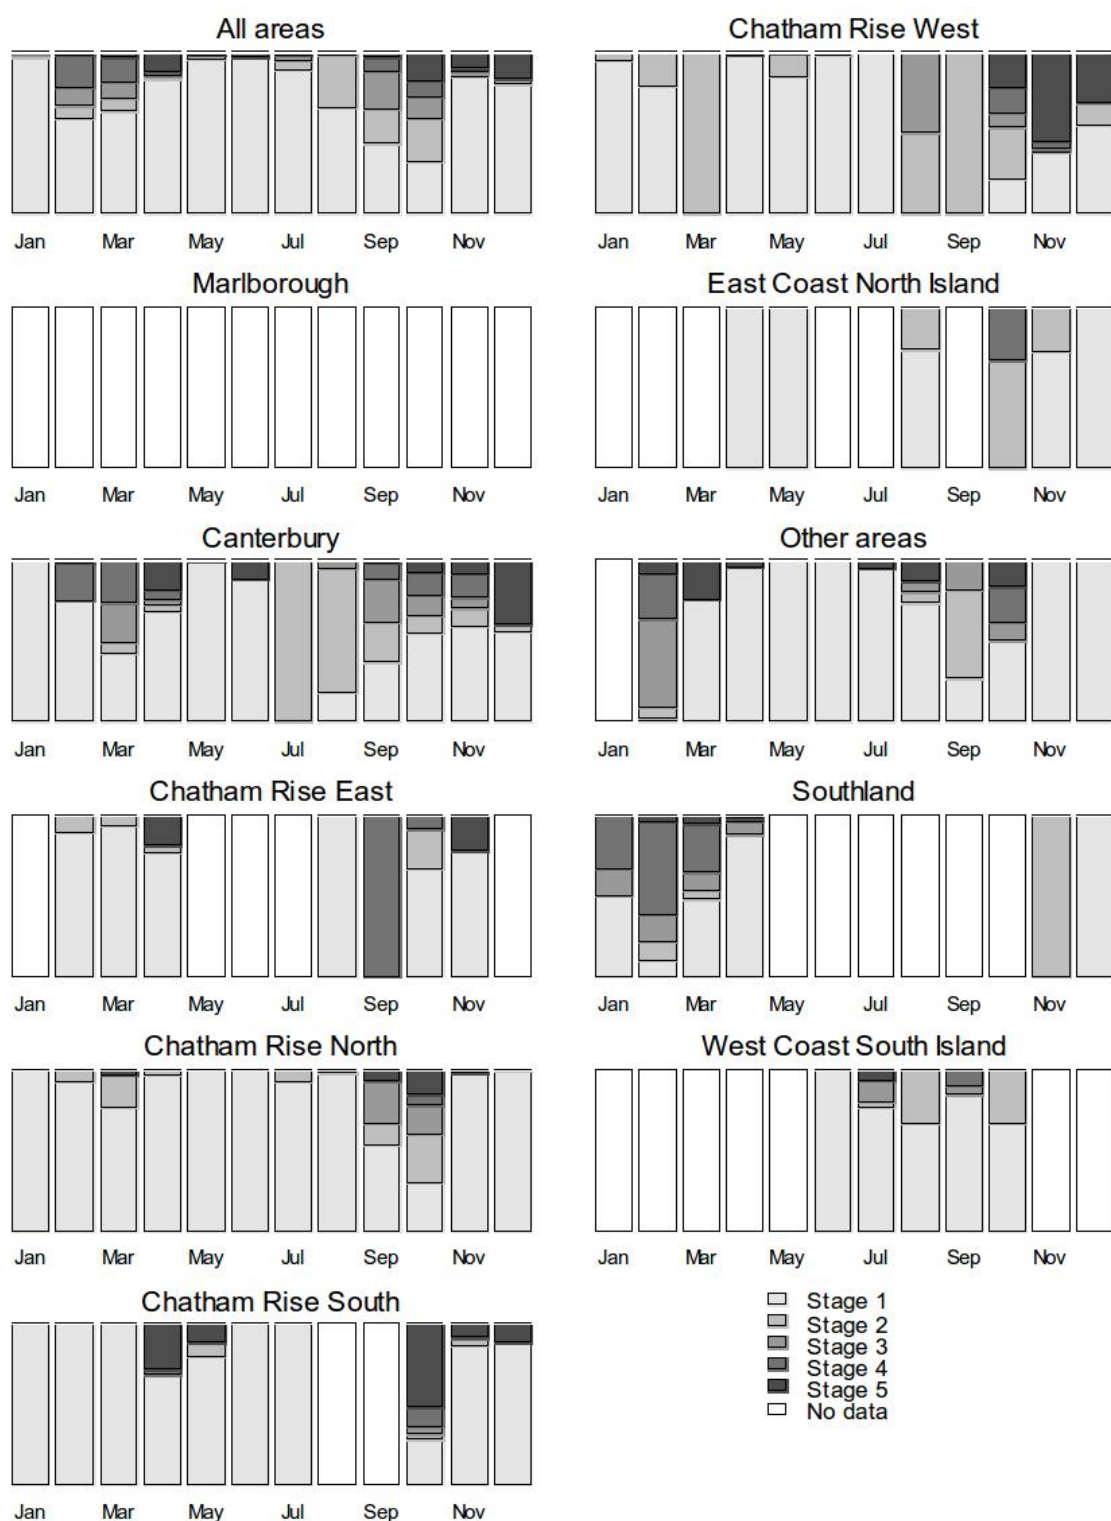 All areas
Jan Mar May Jul Sep Nov
Chatham Rise West
Jan Mar May Jul Sep Nov
Marlborough
Jan Mar May Jul Sep Nov
East Coast North Island
Jan Mar May Jul Sep Nov
Canterbury
Jan Mar May Jul Sep Nov
Other areas
Jan Mar May Jul Sep Nov
Chatham Rise East
Jan Mar May Jul Sep Nov
Southland
Jan Mar May Jul Sep Nov
Chatham Rise North
Jan Mar May Jul Sep Nov
West Coast South Island
Jan Mar May Jul Sep Nov
Chatham Rise South
Jan Mar May Jul Sep Nov
Stage 1
Stage 2
Stage 3
Stage 4
Stage 5
No data